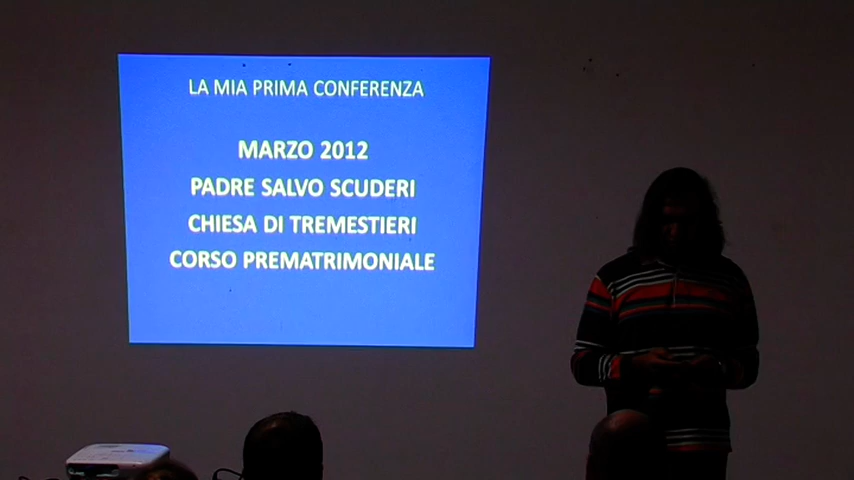 LA MIA PRIMA CONFERENZA
MARZO 2012
PADRE SALVO SCUDERI
CHIESA DI TREMESTIERI
CORSO PREMATRIMONIALE